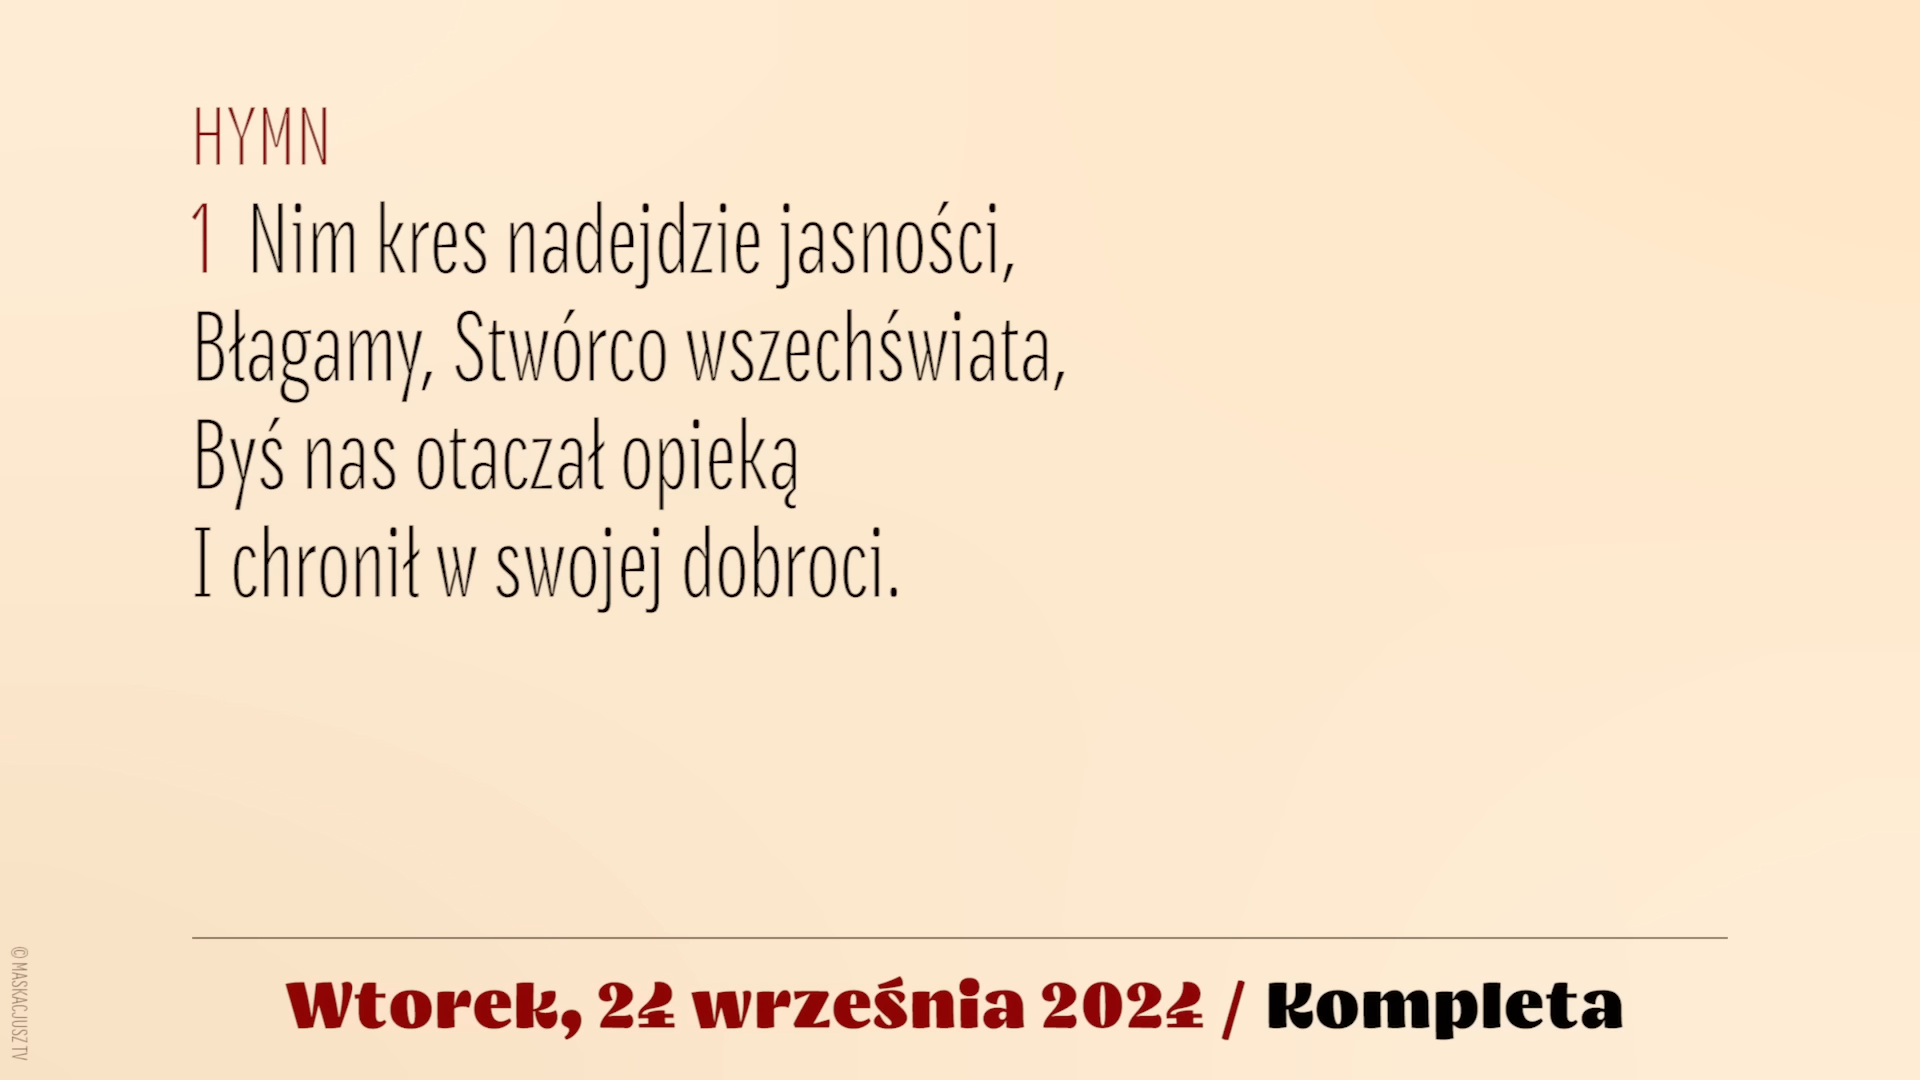 HYMN
1 Nim kres nadejdzie jasności,
Błagamy, Stwórco wszechświata,
Byś nas otaczał opieką
I chronił w swojej dobroci.
Wtorek, 24 września 2024 / Kompleta
© MASKACJUSZ TV